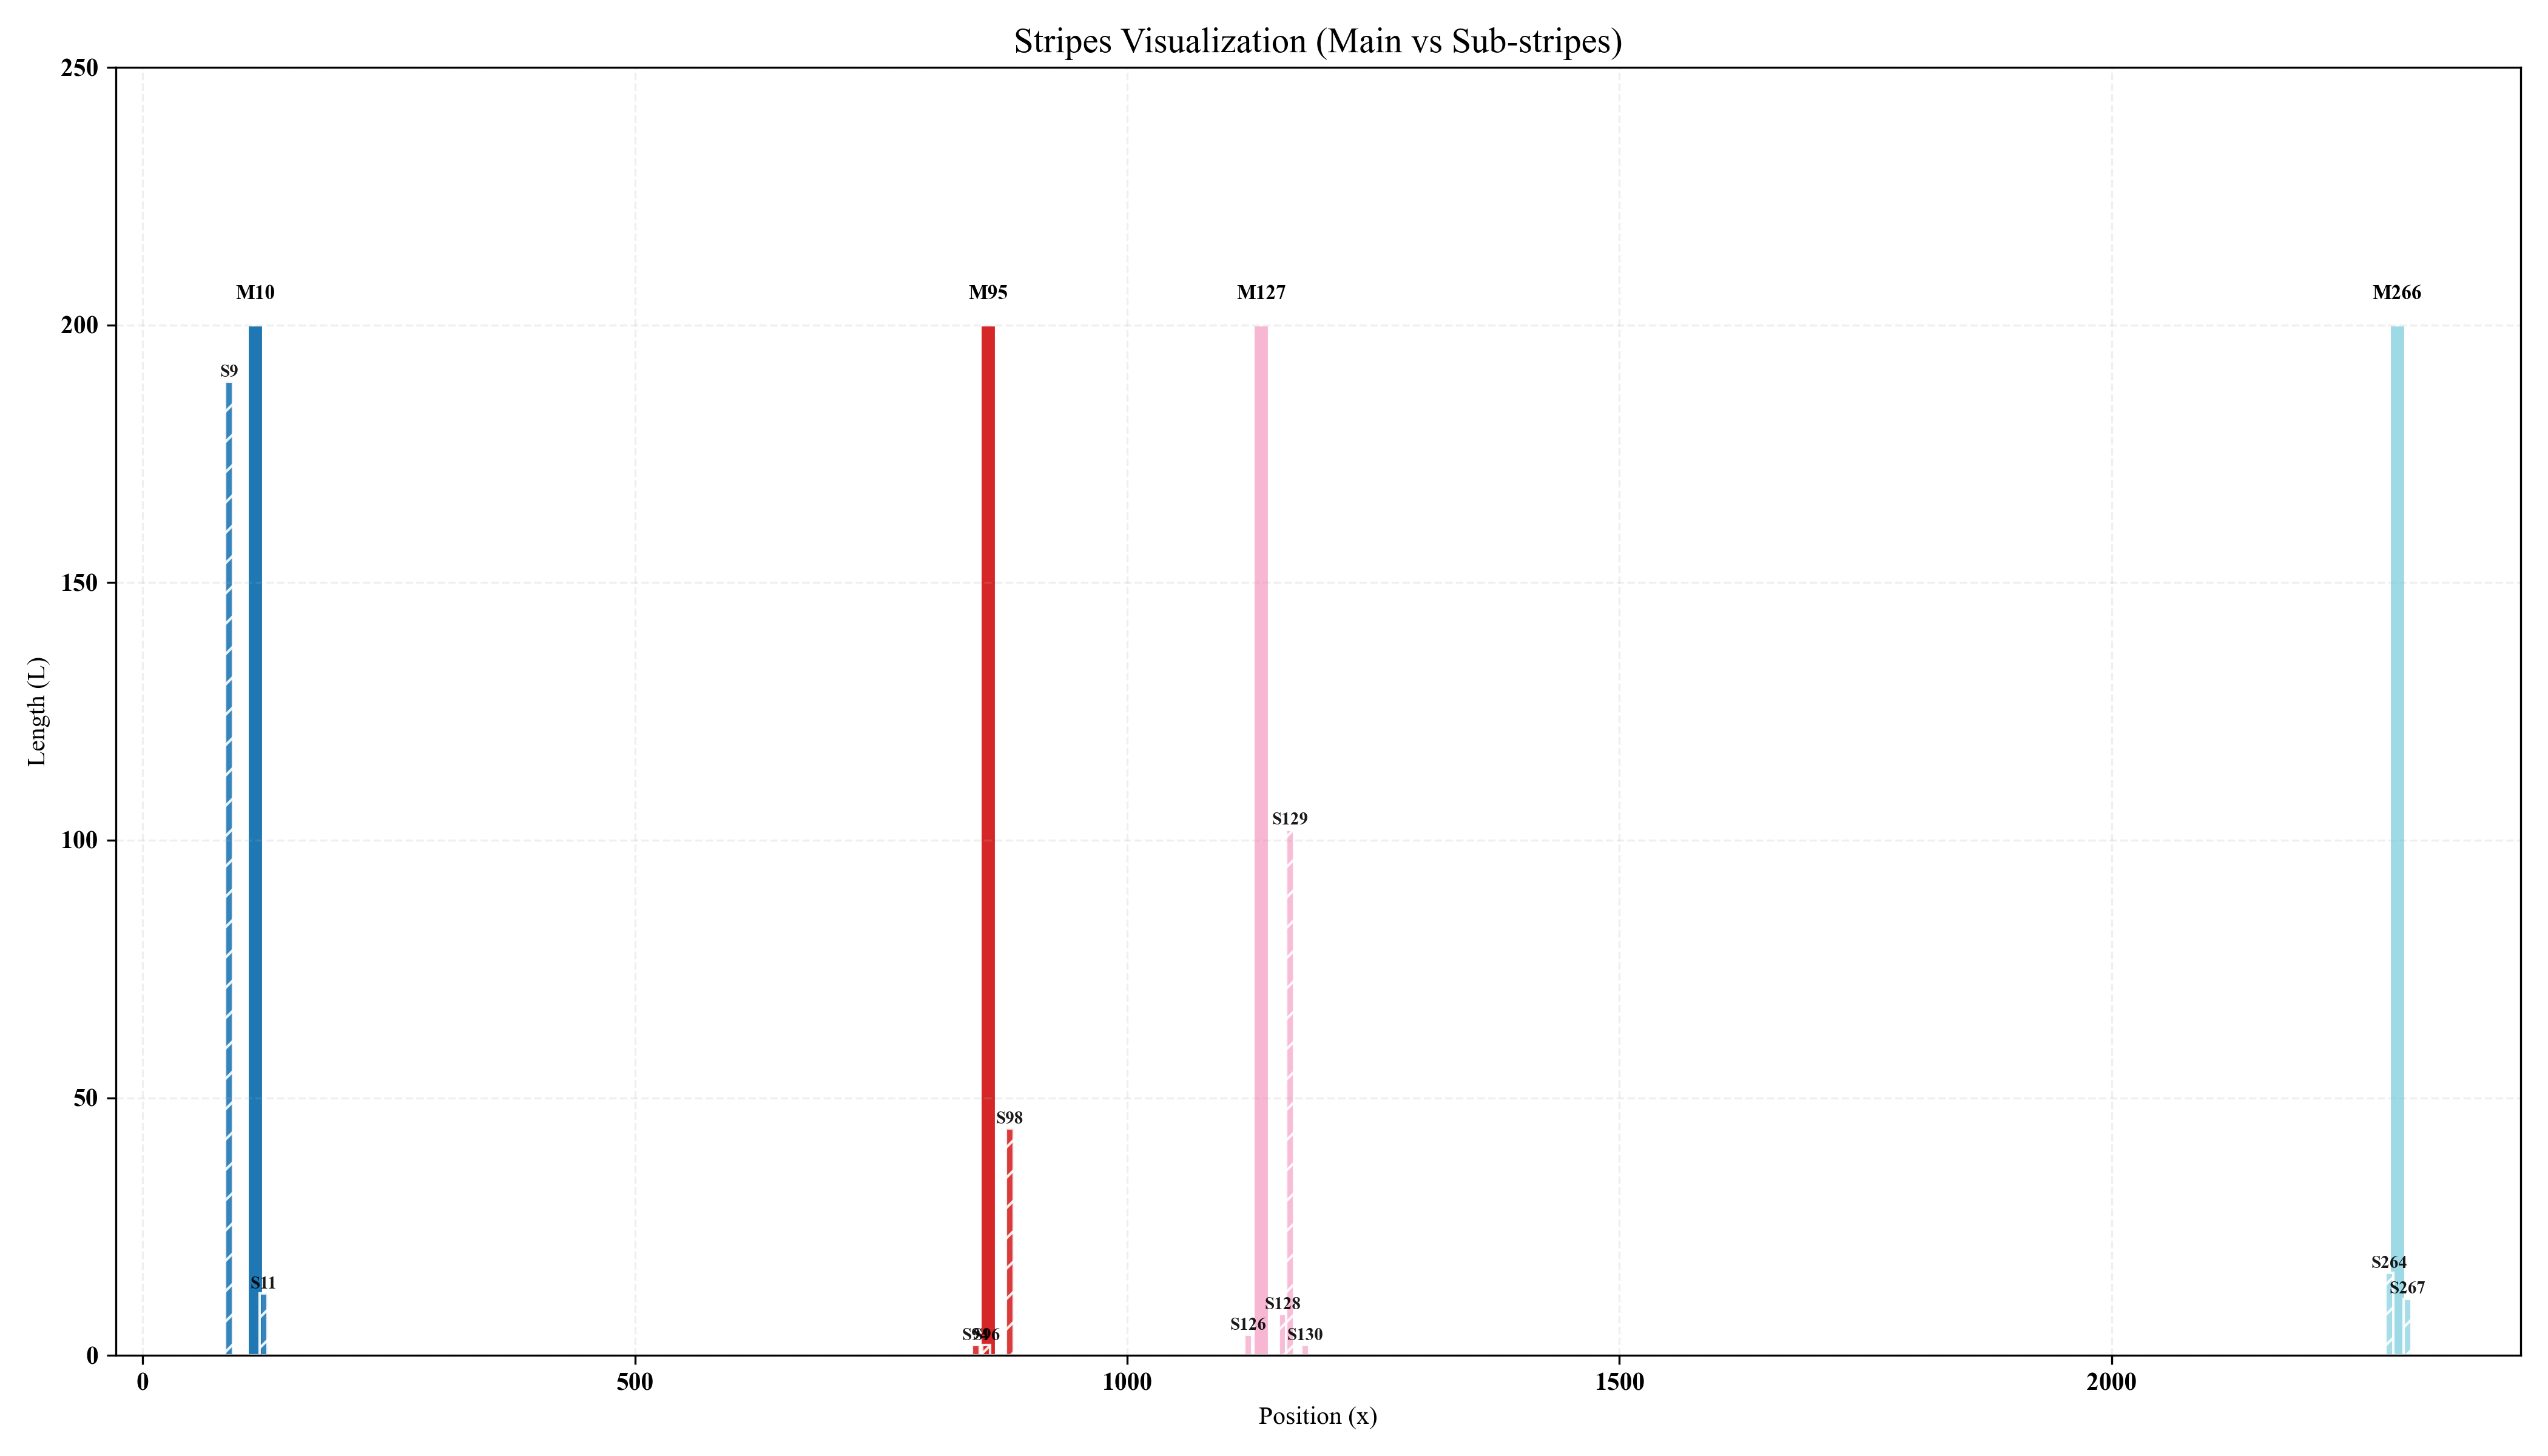 Stripes Visualization (Main vs Sub-stripes)
250
200
150
100
50
0
Length (L)
M10
M95
M127
M266
S9
S129
S98
S11
S264
S267
S128
S126
S96
S130
0
500
1000
1500
2000
Position (x)